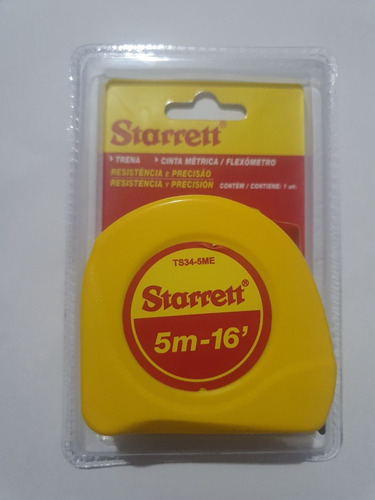 Starrett®
TRENA CINTA MÉTRICA / FLEXÓMETRO
RESISTÊNCIA E PRECISÃO
RESISTENCIA Y PRECISIÓN CONTÉM / CONTIENE: 1 un.
TS34-5ME
Starrett®
5m-16'